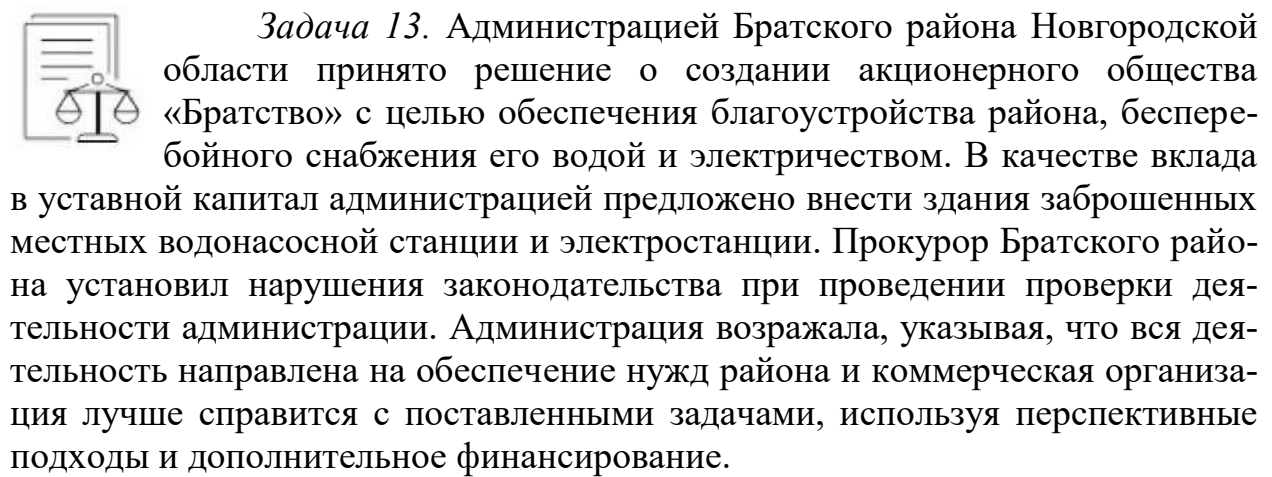 Задача 13. Администрацией Братского района Новгородской
области принято решение о создании акционерного общества
«Братство» с целью обеспечения благоустройства района, беспере-
бойного снабжения его водой и электричеством. В качестве вклада
в уставной капитал администрацией предложено внести здания заброшенных
местных водонасосной станции и электростанции. Прокурор Братского райо-
на установил нарушения законодательства при проведении проверки дея-
тельности администрации. Администрация возражала, указывая, что вся дея-
тельность направлена на обеспечение нужд района и коммерческая организа-
ция лучше справится с поставленными задачами, используя перспективные
подходы и дополнительное финансирование.